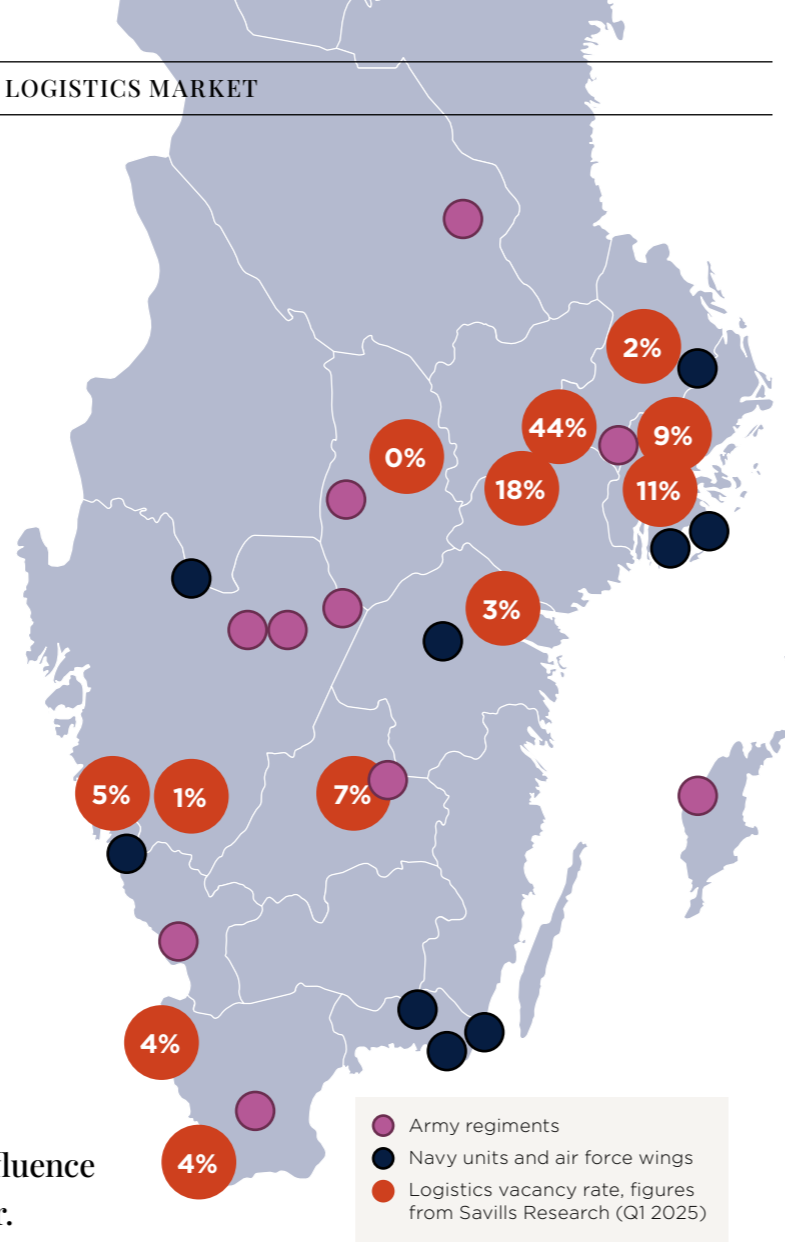 LOGISTICS MARKET
2%
44%
9%
0%
18%
11%
3%
5%
1%
7%
4%
4%
Army regiments
Navy units and air force wings
Logistics vacancy rate, figures
from Savills Research (Q1 2025)